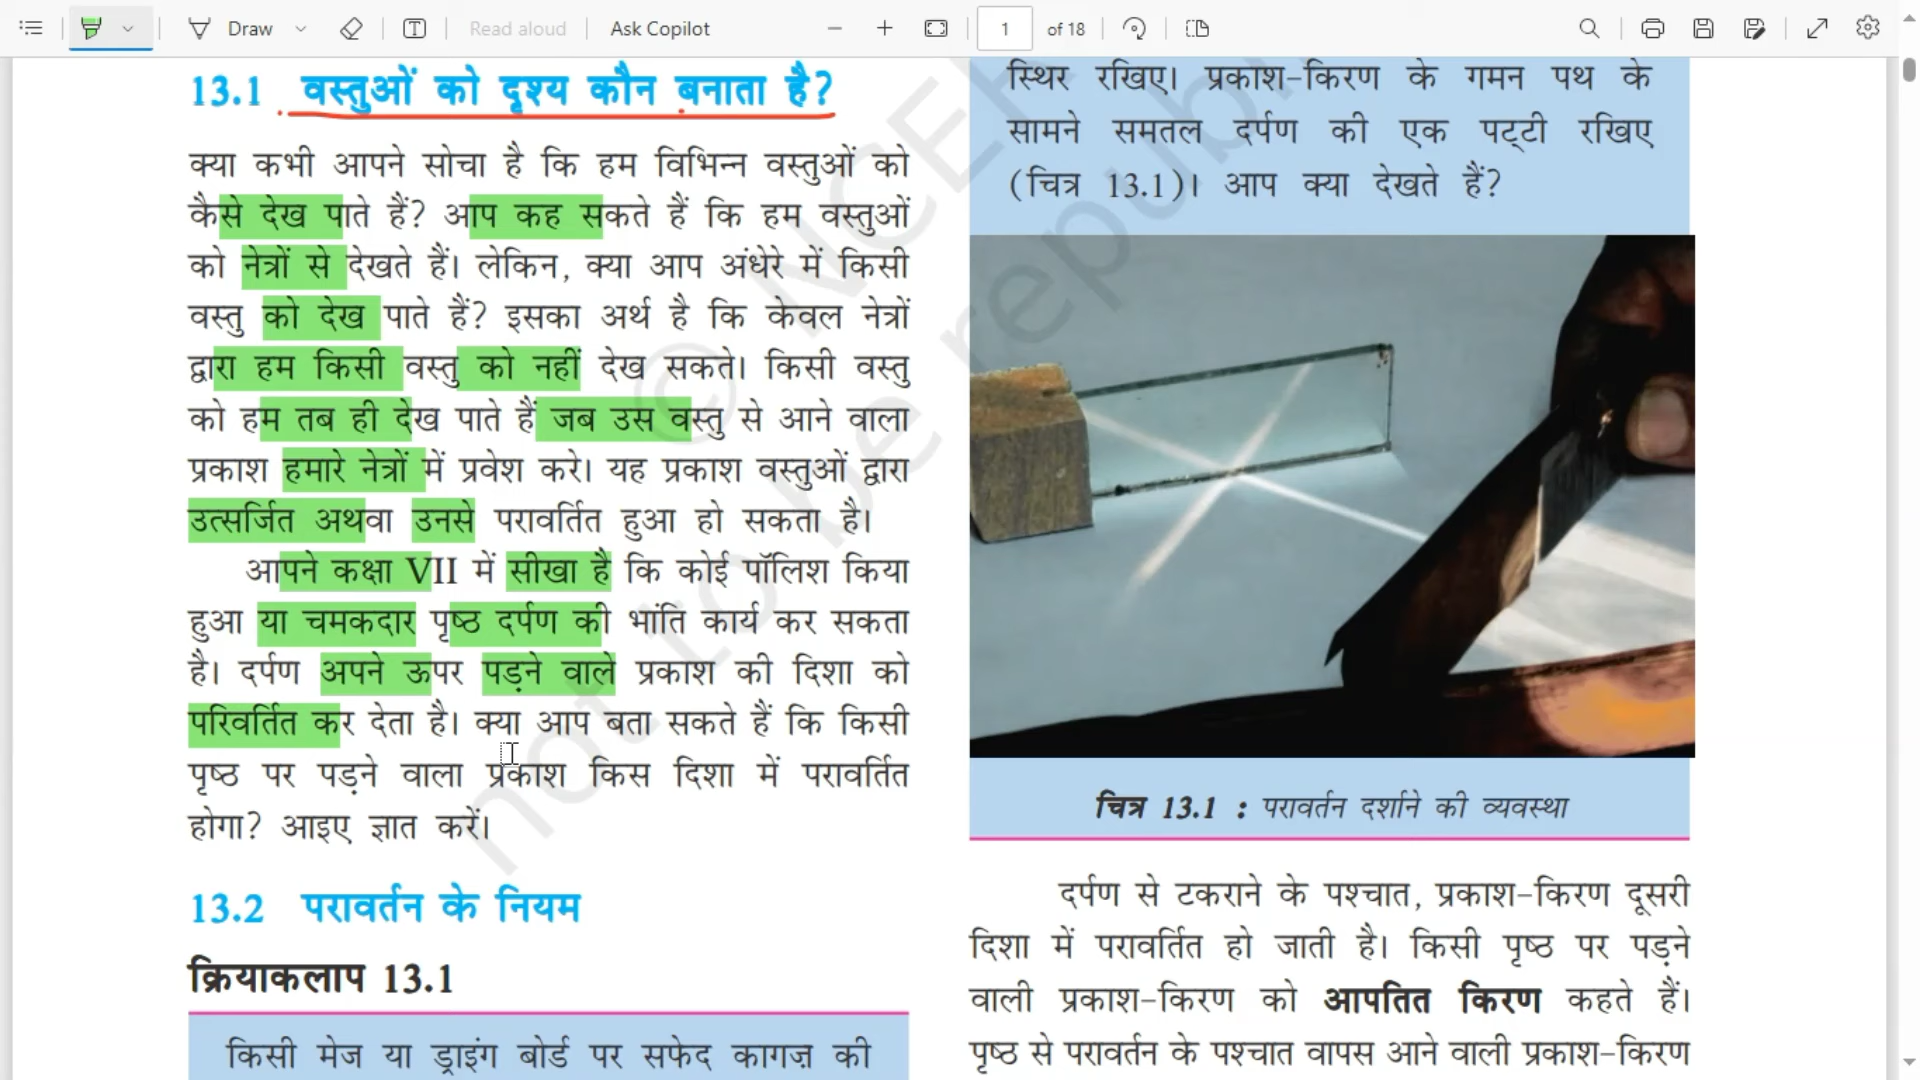 Draw
Read aloud
Ask Copilot
1 of 18
13.1 वस्तुओं को दृश्य कौन बनाता है?
क्या कभी आपने सोचा है कि हम विभिन्न वस्तुओं को
कैसे देख पाते हैं? आप कह सकते हैं कि हम वस्तुओं
को नेत्रों से देखते हैं। लेकिन, क्या आप अंधेरे में किसी
वस्तु को देख पाते हैं? इसका अर्थ है कि केवल नेत्रों
द्वारा हम किसी वस्तु को नहीं देख सकते। किसी वस्तु
को हम तब ही देख पाते हैं जब उस वस्तु से आने वाला
प्रकाश हमारे नेत्रों में प्रवेश करे। यह प्रकाश वस्तुओं द्वारा
उत्सर्जित अथवा उनसे परावर्तित हुआ हो सकता है।
आपने कक्षा VII में सीखा है कि कोई पॉलिश किया
हुआ या चमकदार पृष्ठ दर्पण की भांति कार्य कर सकता
है। दर्पण अपने ऊपर पड़ने वाले प्रकाश की दिशा को
परिवर्तित कर देता है। क्या आप बता सकते हैं कि किसी
पृष्ठ पर पड़ने वाला प्रकाश किस दिशा में परावर्तित
होगा? आइए ज्ञात करें।
13.2 परावर्तन के नियम
क्रियाकलाप 13.1
किसी मेज या ड्राइंग बोर्ड पर सफेद कागज़ की
स्थिर रखिए। प्रकाश-किरण के गमन पथ के
सामने समतल दर्पण की एक पट्टी रखिए
(चित्र 13.1)। आप क्या देखते हैं?
चित्र 13.1 : परावर्तन दर्शाने की व्यवस्था
दर्पण से टकराने के पश्चात, प्रकाश-किरण दूसरी
दिशा में परावर्तित हो जाती है। किसी पृष्ठ पर पड़ने
वाली प्रकाश-किरण को आपतित किरण कहते हैं।
पृष्ठ से परावर्तन के पश्चात वापस आने वाली प्रकाश-किरण
© NCER
not to be republi